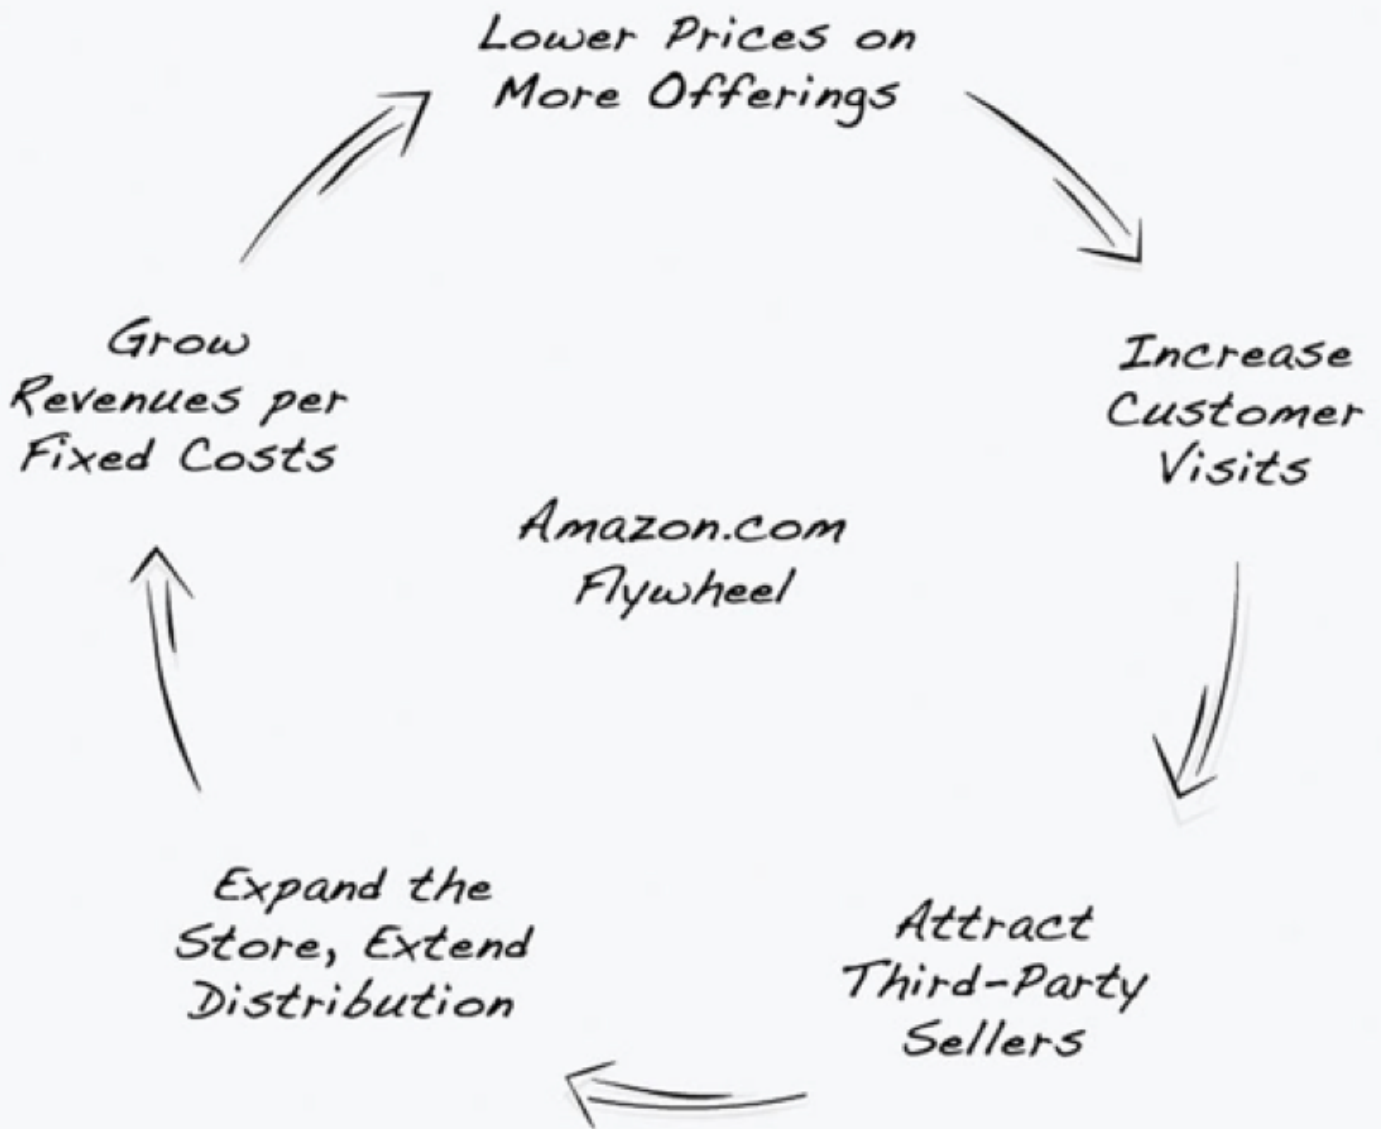 Lower Prices on
More Offerings
Increase
Customer
Visits
Attract
Third-Party
Sellers
Expand the
Store, Extend
Distribution
Grow
Revenues per
Fixed Costs
Amazon.com
Flywheel